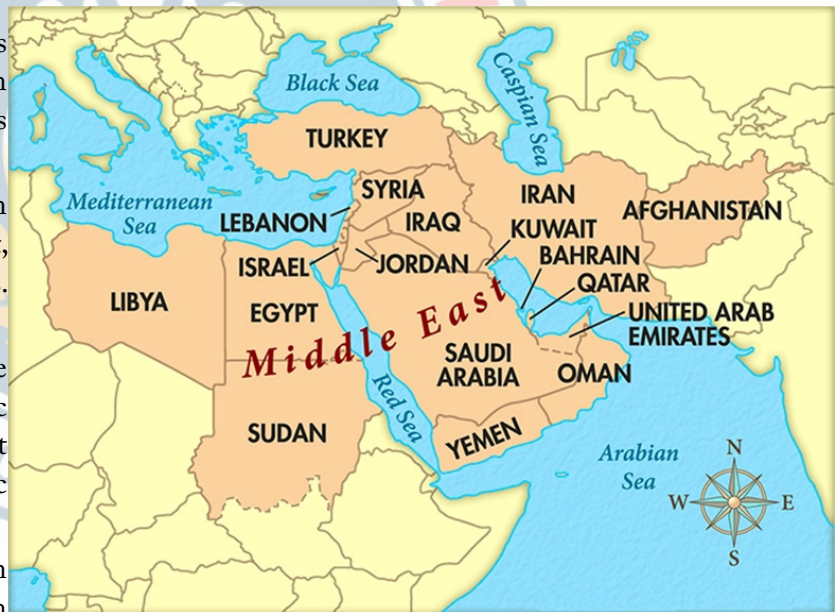 Black Sea
Caspian Sea
TURKEY
Mediterranean
Sea
SYRIA
IRAN
AFGHANISTAN
LEBANON
IRAQ
KUWAIT
BAHRAIN
ISRAEL
JORDAN
QATAR
LIBYA
EGYPT
UNITED ARAB
EMIRATES
Middle East
SAUDI
ARABIA
OMAN
Red Sea
SUDAN
YEMEN
Arabian
Sea
N
W
E
S